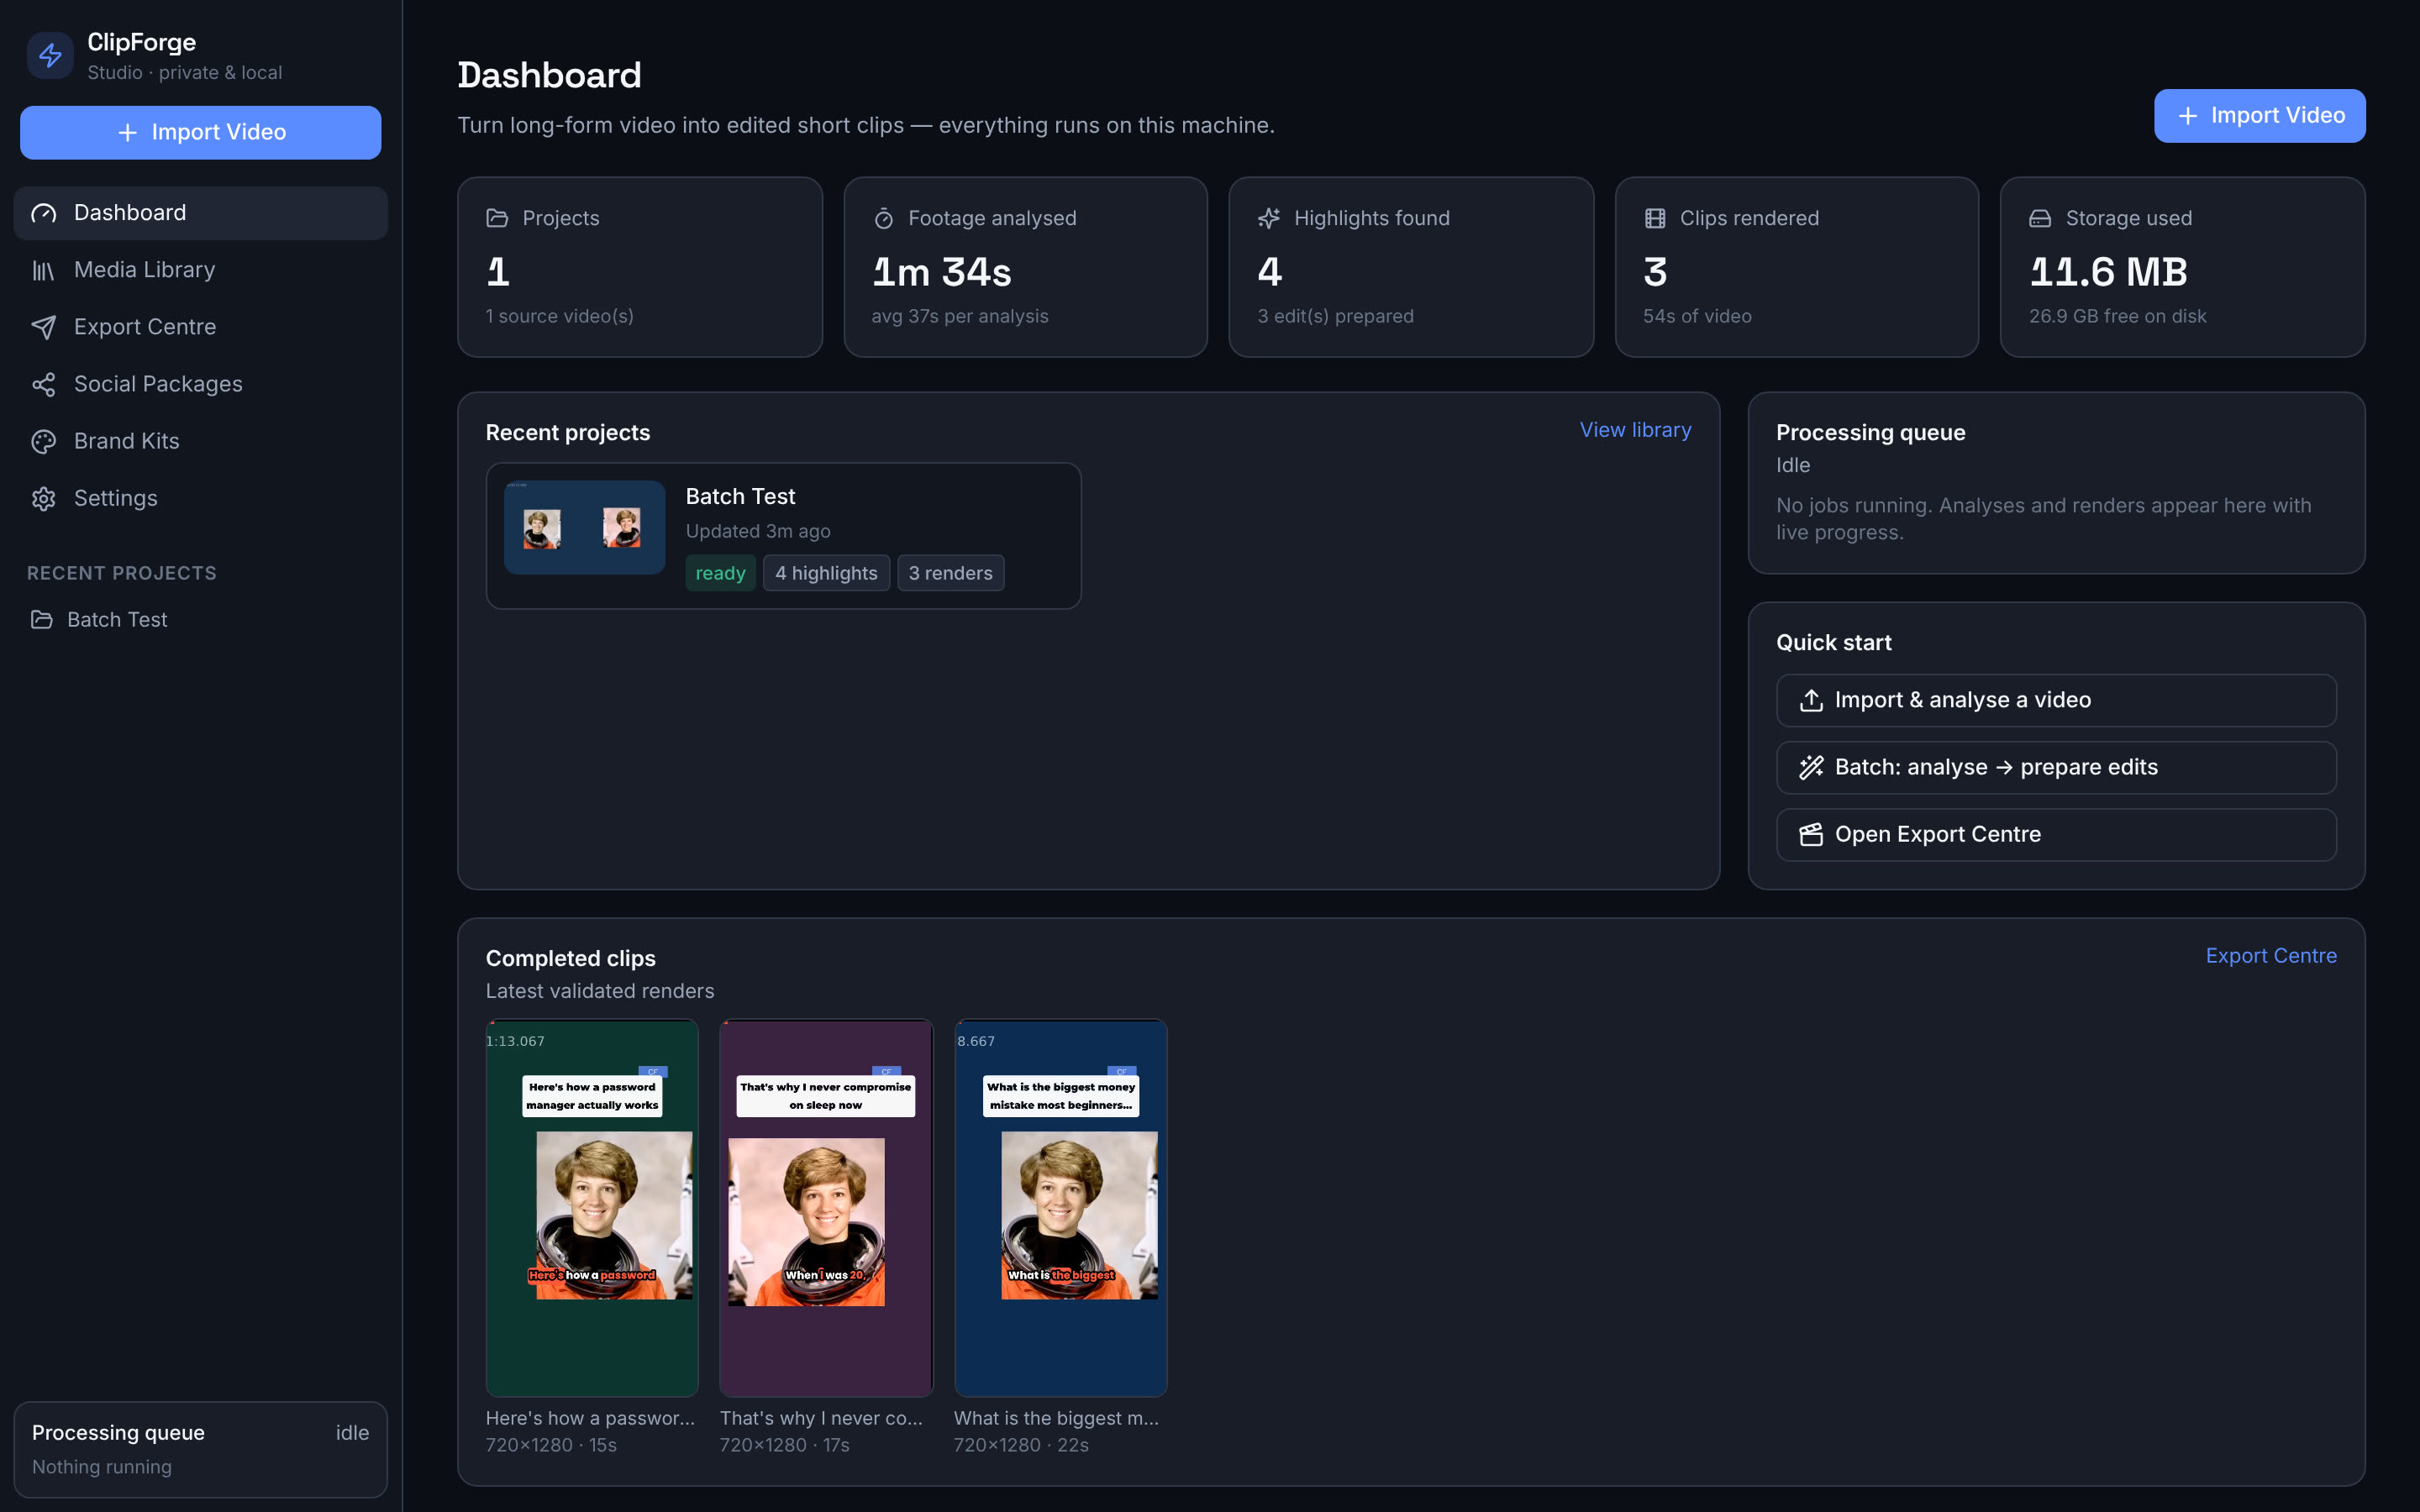 ClipForge
Studio · private & local
Import Video
Dashboard
Media Library
Export Centre
Social Packages
Brand Kits
Settings
RECENT PROJECTS
Batch Test
Processing queue
idle
Nothing running
Dashboard
Turn long-form video into edited short clips — everything runs on this machine.
Import Video
Projects
1
1 source video(s)
Footage analysed
1m 34s
avg 37s per analysis
Highlights found
4
3 edit(s) prepared
Clips rendered
3
54s of video
Storage used
11.6 MB
26.9 GB free on disk
Recent projects
View library
Batch Test
Updated 3m ago
ready
4 highlights
3 renders
Processing queue
Idle
No jobs running. Analyses and renders appear here with
live progress.
Quick start
Import & analyse a video
Batch: analyse → prepare edits
Open Export Centre
Completed clips
Export Centre
Latest validated renders
1:13.067
CF
Here's how a password
manager actually works
Here's how a password
Here's how a passwor...
720×1280 · 15s
CF
That's why I never compromise
on sleep now
When I was 20,
That's why I never co...
720×1280 · 17s
8.667
CF
What is the biggest money
mistake most beginners...
What is the biggest
What is the biggest m...
720×1280 · 22s